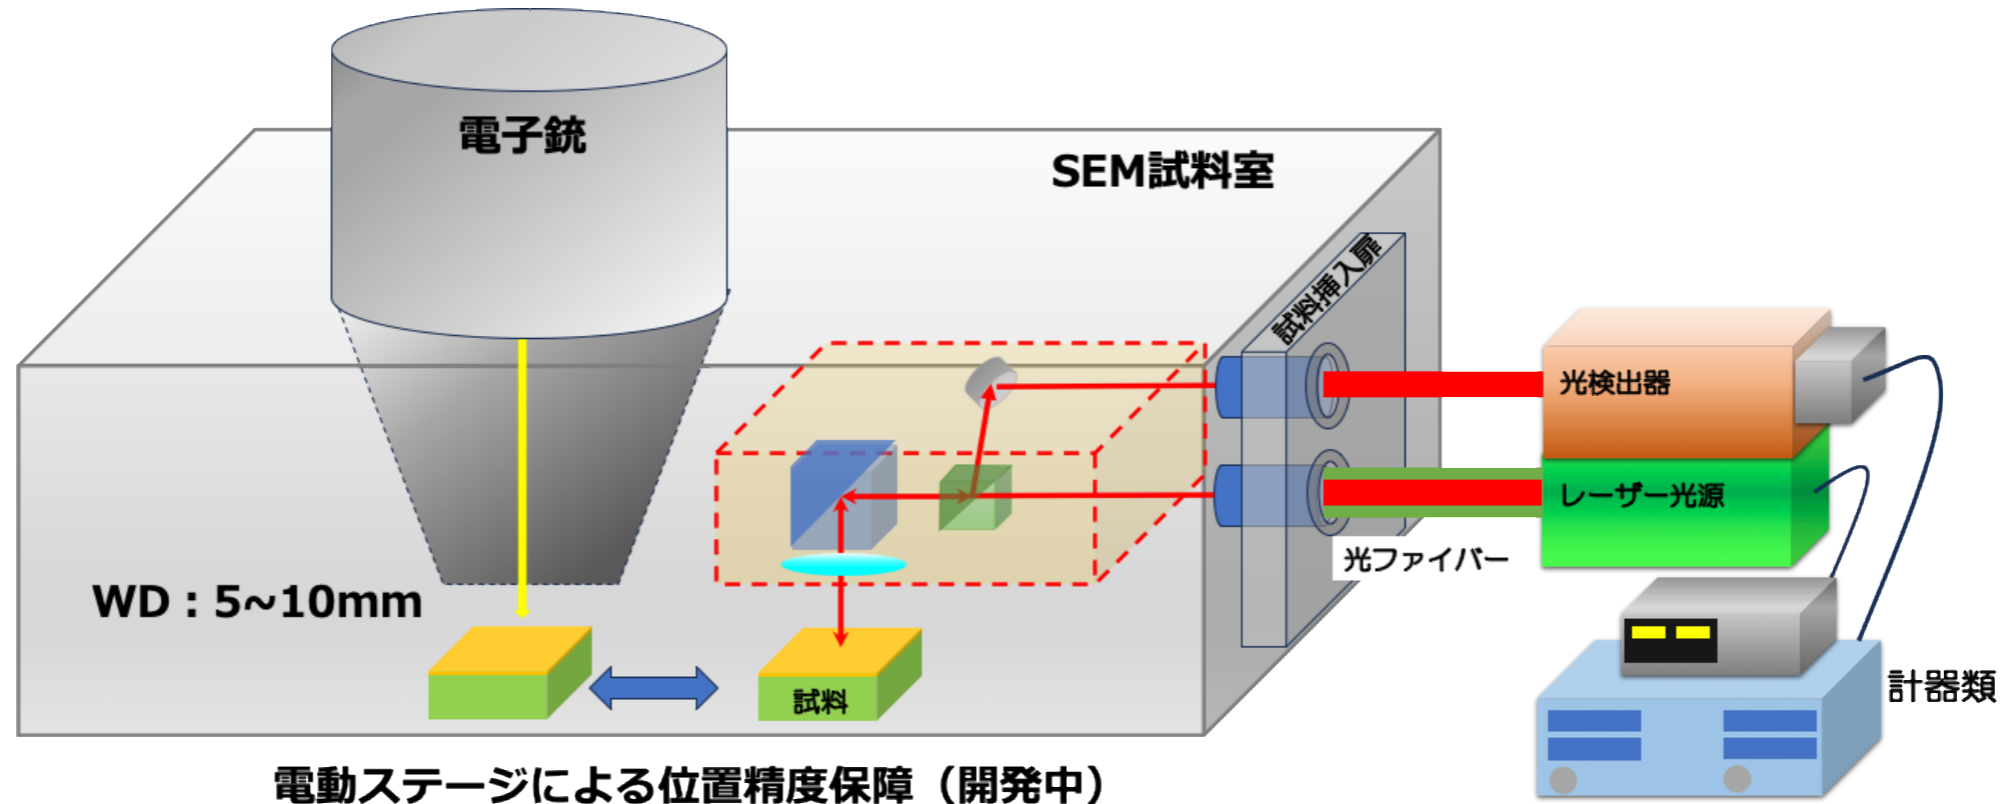 電子銃
SEM試料室
試料挿入扉
光検出器
レーザー光源
光ファイバー
WD：5~10mm
試料
計器類
電動ステージによる位置精度保障（開発中）